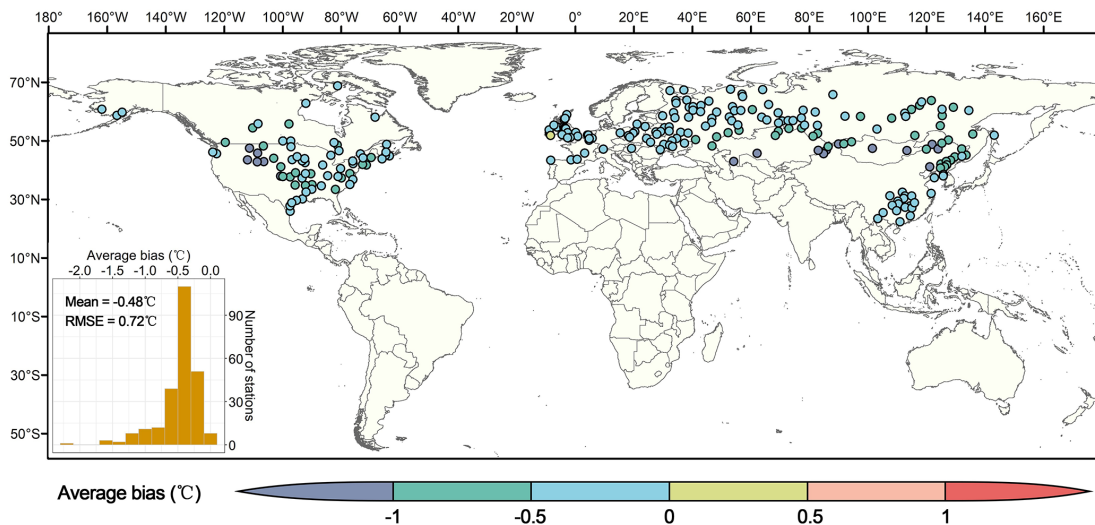 180° 160°W 140°W 120°W 100°W 80°W 60°W 40°W 20°W 0° 20°E 40°E 60°E 80°E 100°E 120°E 140°E 160°E
70°N
50°N
30°N
10°N
10°S
30°S
50°S
Average bias (℃)
-2.0 -1.5 -1.0 -0.5 0.0
Mean = -0.48℃
RMSE = 0.72℃
90
60
30
0
Number of stations
Average bias (℃)
-1 -0.5 0 0.5 1